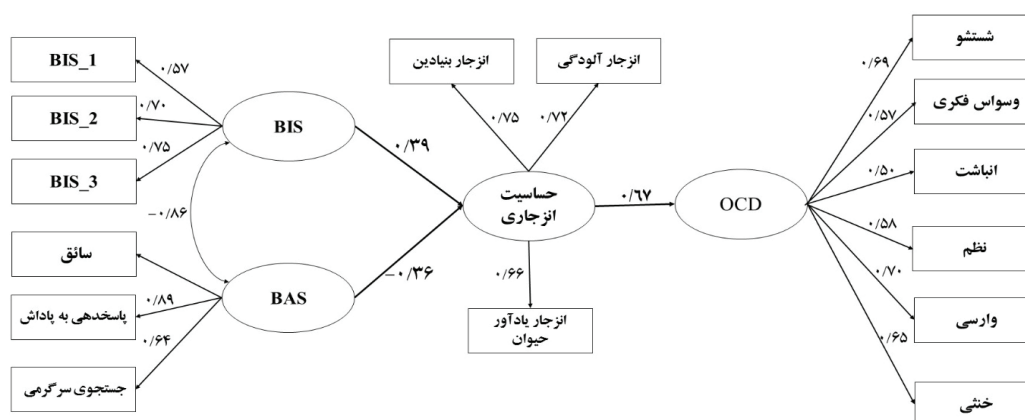 BIS_1
BIS_2
BIS_3
سائق
پاسخدهی به پاداش
جستجوی سرگرمی
۰/۵۷
۰/۷۰
۰/۷۵
−۰/۸۶
۰/۸۹
۰/۶۴
BIS
BAS
۰/۳۹
−۰/۳۶
انزجار بنیادین
انزجار آلودگی
۰/۷۵
۰/۷۲
حساسیت
انزجاری
۰/۶۶
انزجار یادآور
حیوان
۰/۶۷
OCD
۰/۶۹
۰/۵۷
۰/۵۰
۰/۵۸
۰/۷۰
۰/۶۵
شستشو
وسواس فکری
انباشت
نظم
وارسی
خنثی